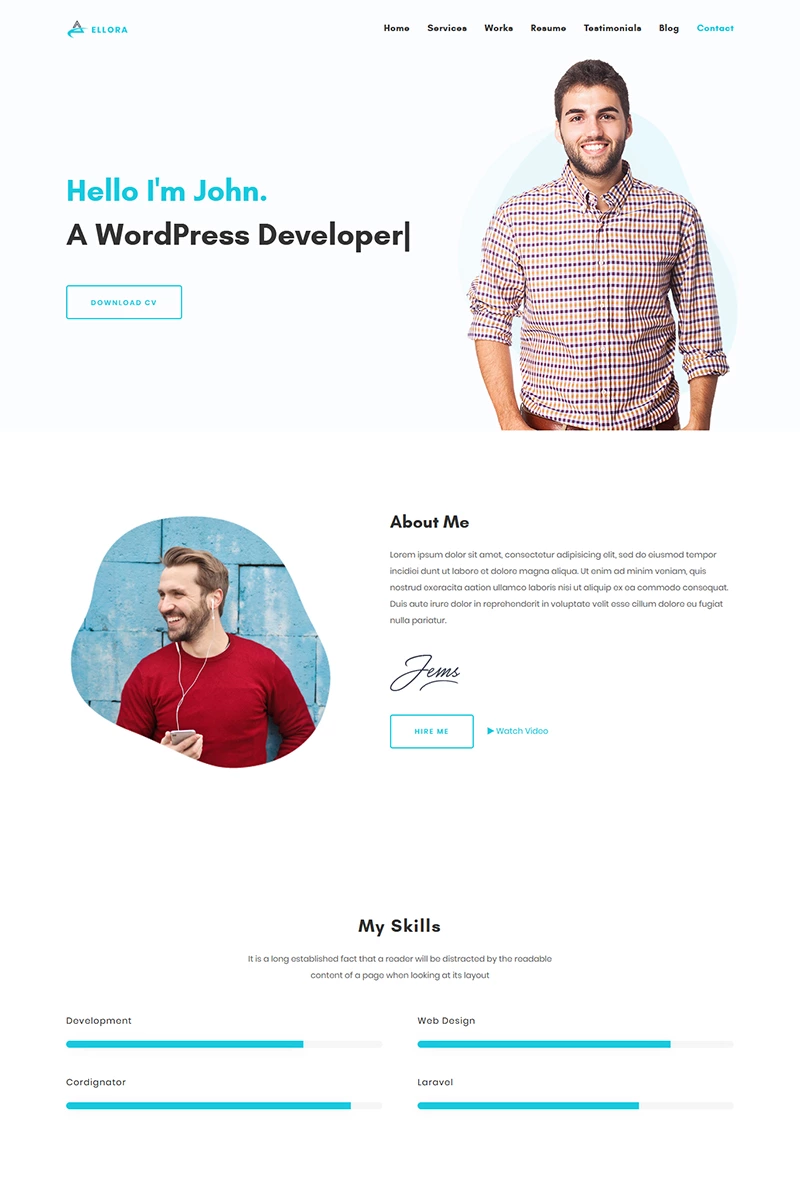 ELLORA
Home Services Works Resume Testimonials Blog Contact
Hello I'm John.
A WordPress Developer|
DOWNLOAD CV
About Me
Lorem ipsum dolor sit amet, consectetur adipisicing elit, sed do eiusmod tempor
incidici dunt ut labore et dolore magna aliqua. Ut enim ad minim veniam, quis
nostrud exeracita aation ullamco laboris nisi ut aliquip ex ea commodo consequat.
Duis aute irure dolor in reprehenderit in voluptate velit esse cillum dolore eu fugiat
nulla pariatur.
Jems
HIRE ME ▶ Watch Video
My Skills
It is a long established fact that a reader will be distracted by the readable
content of a page when looking at its layout
Development Web Design
Cordignator Laravel